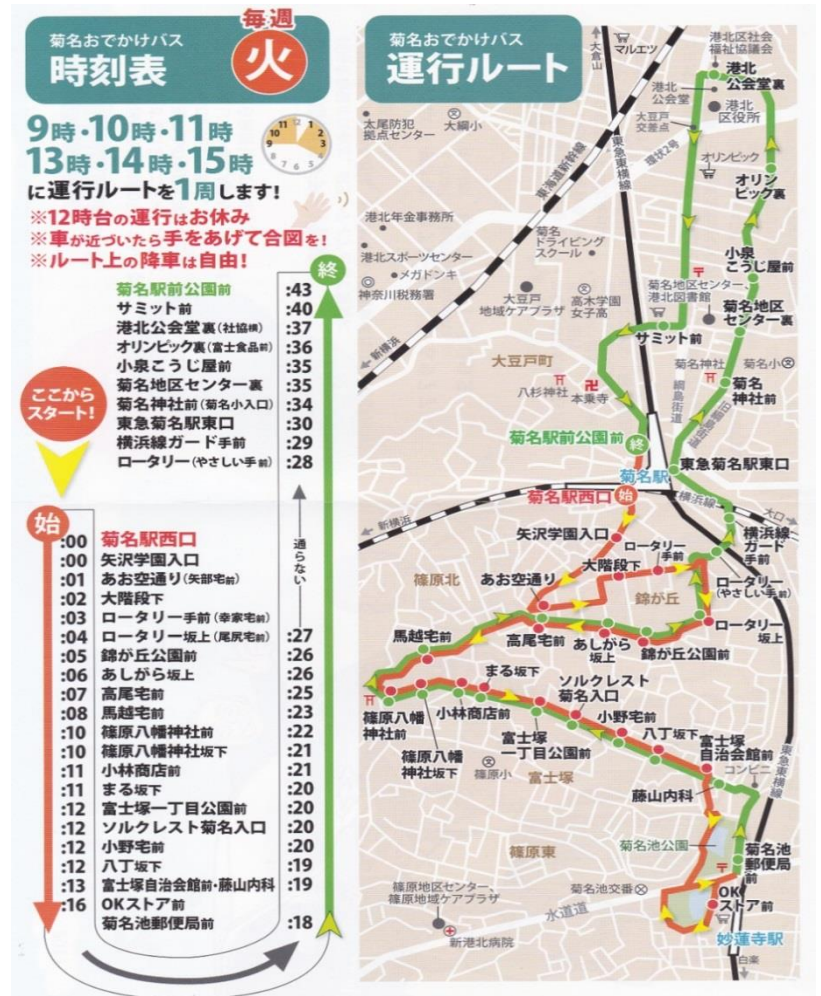 毎週
火
菊名おでかけバス
時刻表
9時・10時・11時
13時・14時・15時
に運行ルートを1周します！
※12時台の運行はお休み
※車が近づいたら手をあげて合図を！
※ルート上の降車は自由！
終
菊名駅前公園前 :43
サミット前 :40
港北公会堂裏（社協横） :37
オリンピック裏（富士食品前） :36
小泉こうじ屋前 :35
菊名地区センター裏 :35
菊名神社前（菊名小入口） :34
東急菊名駅東口 :30
横浜線ガード手前 :29
ロータリー（やさしい手前） :28
ここから
スタート！
始
通らない
:00 菊名駅西口
:00 矢沢学園入口
:01 あお空通り（矢部宅前）
:02 大階段下
:03 ロータリー手前（幸家宅前）
:04 ロータリー坂上（尾尻宅前） :27
:05 錦が丘公園前 :26
:06 あしがら坂上 :26
:07 高尾宅前 :25
:08 馬越宅前 :23
:10 篠原八幡神社前 :22
:10 篠原八幡神社坂下 :21
:11 小林商店前 :21
:11 まる坂下 :20
:12 富士塚一丁目公園前 :20
:12 ソルクレスト菊名入口 :20
:12 小野宅前 :20
:12 八丁坂下 :19
:13 富士塚自治会館前・藤山内科 :19
:16 OKストア前
菊名池郵便局前 :18
菊名おでかけバス
運行ルート
大倉山
マルエツ
港北区社会
福祉協議会
港北
公会堂裏
港北
公会堂
港北
区役所
大豆戸
交差点
太尾防犯
拠点センター
大綱小
東海道新幹線
東急東横線
環状2号
オリンピック
オリン
ピック裏
港北年金事務所
菊名
ドライビング
スクール
小泉
こうじ屋前
港北スポーツセンター
メガドンキ
神奈川税務署
大豆戸
地域ケアプラザ
高木学園
女子高
菊名地区センター、
港北図書館
菊名地区
センター裏
新横浜
サミット前
大豆戸町
八杉神社
本乗寺
綱島街道
菊名神社
菊名小
菊名
神社前
旧綱島街道
菊名駅前公園前
終
菊名駅
東急菊名駅東口
菊名駅西口
始
横浜線
大口
新横浜
矢沢学園入口
横浜線
ガード
手前
ロータリー
手前
大階段下
篠原北
あお空通り
錦が丘
ロータリー
（やさしい手前）
馬越宅前
高尾宅前
あしがら
坂上
錦が丘公園前
ロータリー
坂上
まる坂下
ソルクレスト
菊名入口
篠原八幡
神社前
小林商店前
小野宅前
篠原八幡
神社坂下
富士塚
一丁目公園前
八丁坂下
富士塚
自治会館前
コンビニ
篠原小
富士塚
藤山内科
東急東横線
菊名池公園
菊名池
郵便局
前
篠原東
篠原地区センター、
篠原地域ケアプラザ
菊名池交番
OK
ストア前
水道道
新港北病院
妙蓮寺駅
白楽